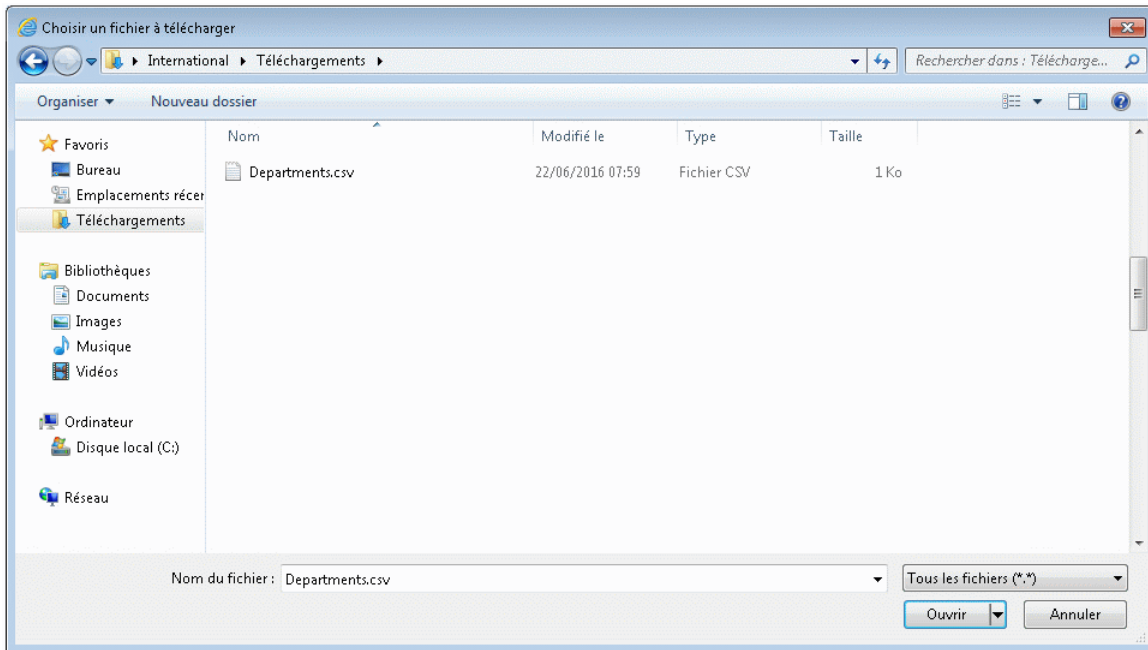 Choisir un fichier à télécharger
International Téléchargements
Rechercher dans : Télécharge...
Organiser Nouveau dossier
Nom Modifié le Type Taille
Departments.csv 22/06/2016 07:59 Fichier CSV 1 Ko
Favoris
Bureau
Emplacements récer
Téléchargements
Bibliothèques
Documents
Images
Musique
Vidéos
Ordinateur
Disque local (C:)
Réseau
Nom du fichier : Departments.csv Tous les fichiers (*.*)
Ouvrir Annuler